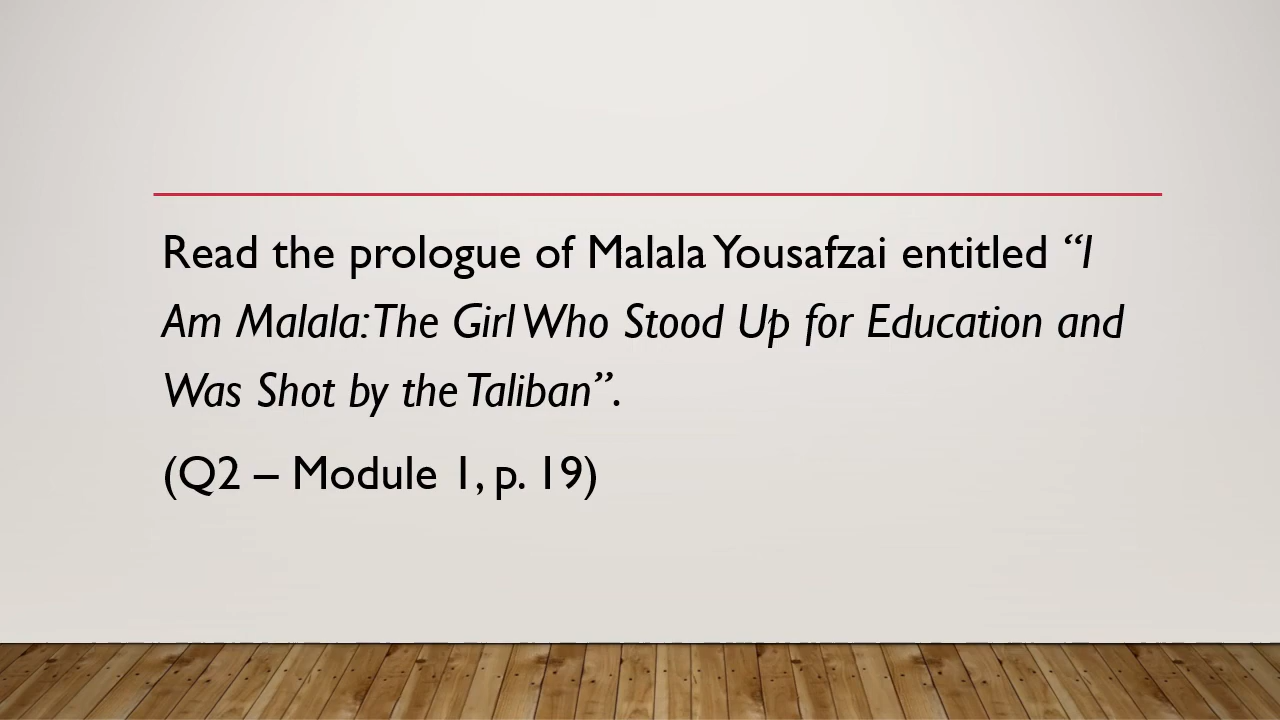 Read the prologue of Malala Yousafzai entitled “I
Am Malala: The Girl Who Stood Up for Education and
Was Shot by the Taliban”.
(Q2 – Module 1, p. 19)